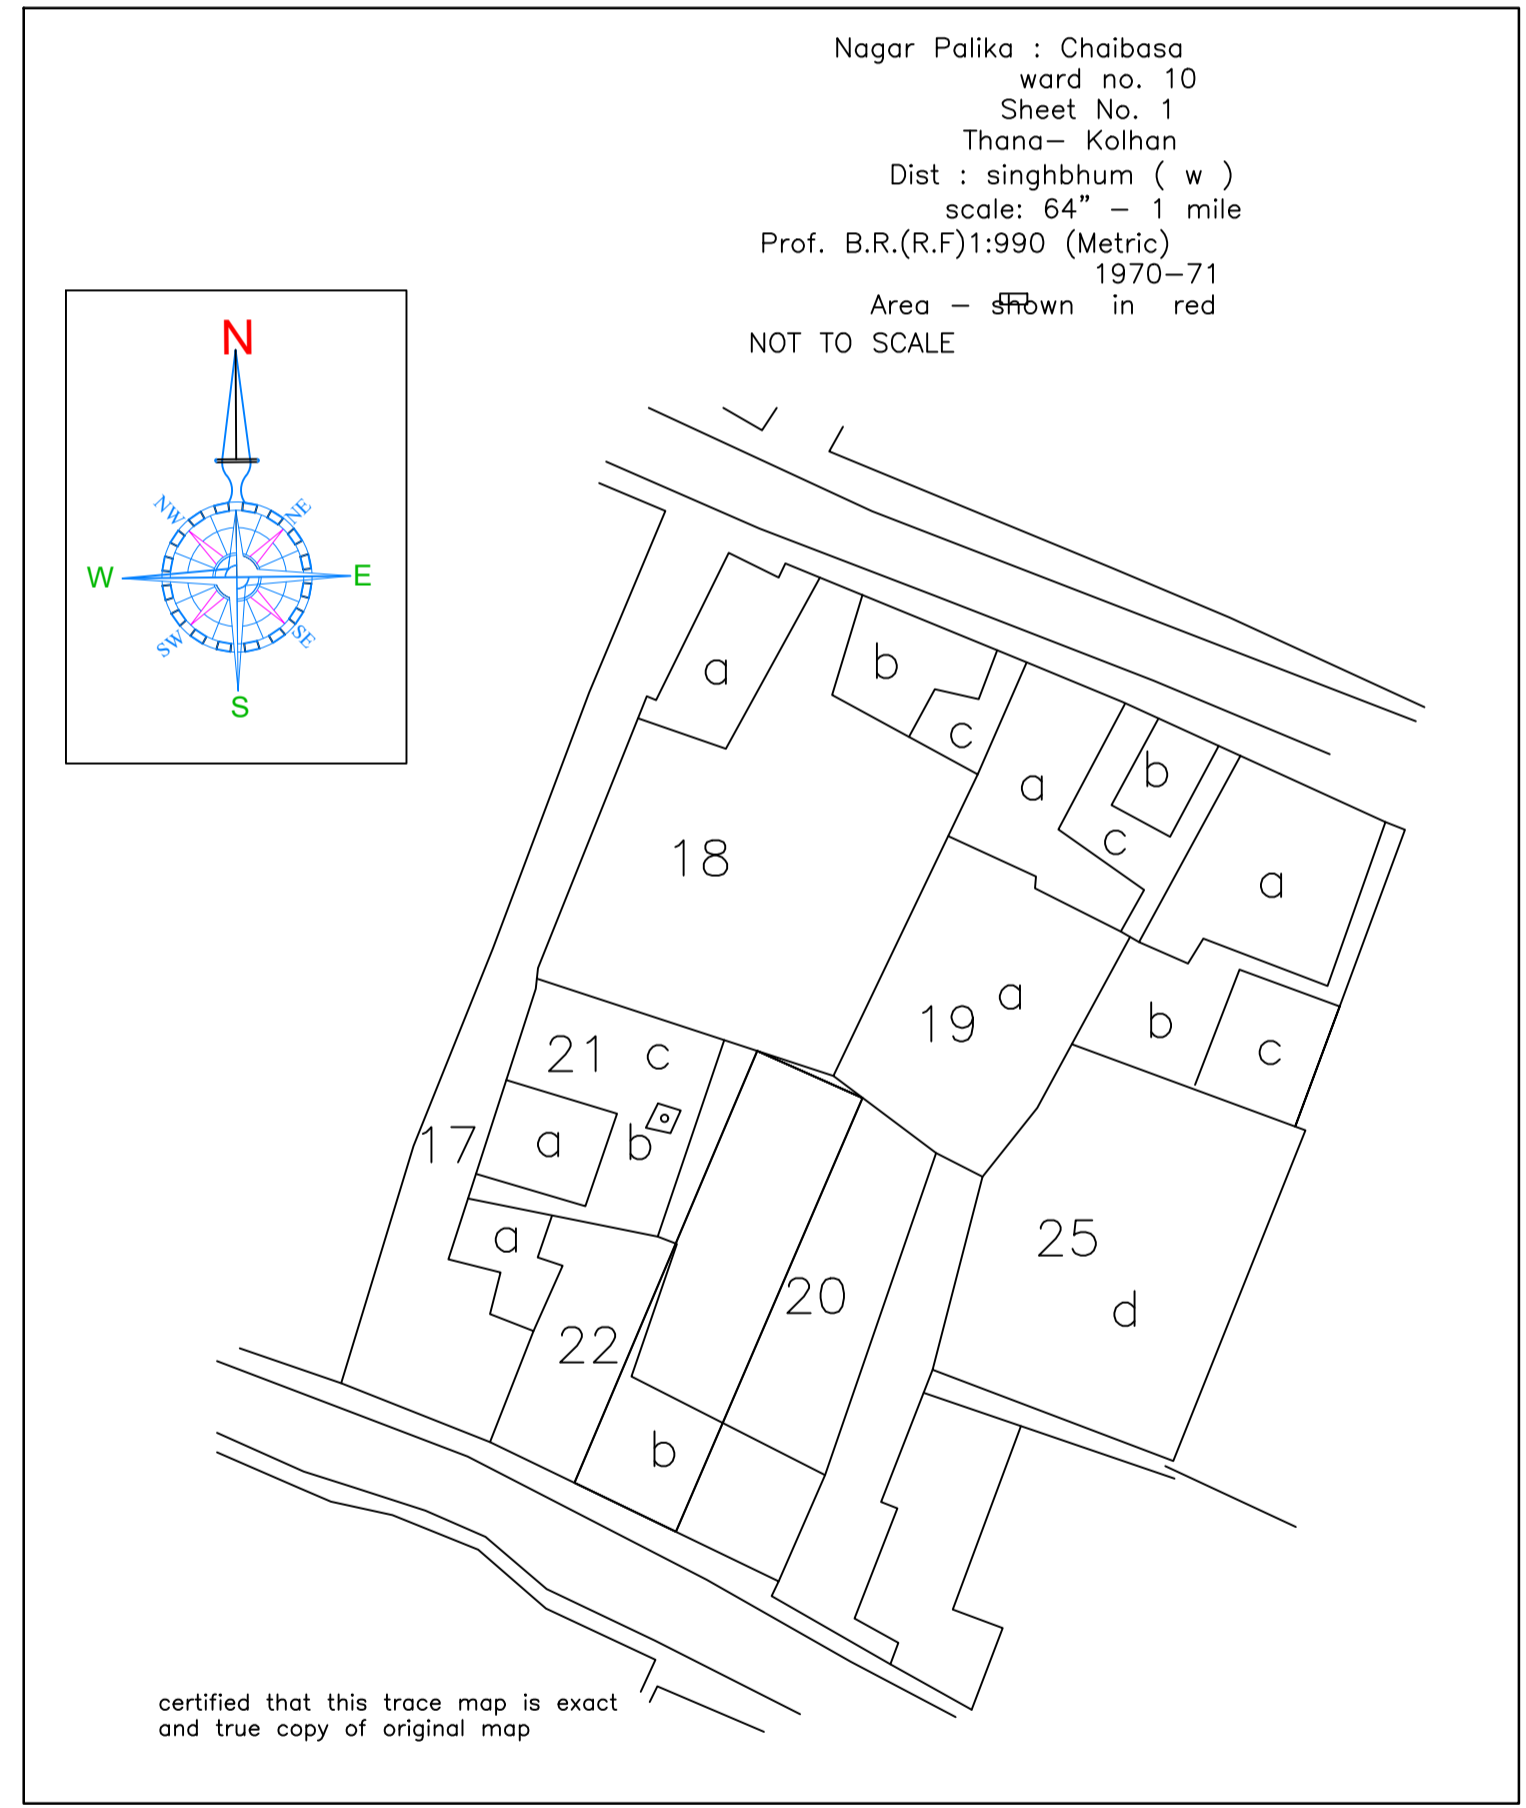 Nagar Palika : Chaibasa
ward no. 10
Sheet No. 1
Thana– Kolhan
Dist : singhbhum ( w )
scale: 64” – 1 mile
Prof. B.R.(R.F)1:990 (Metric)
1970–71
Area – shown in red
NOT TO SCALE
N
NW NE
W E
SW SE
S
a b
c
a b
c
18 a
19 a b c
21 c
17 a b
a 25
20 d
22
b
certified that this trace map is exact
and true copy of original map